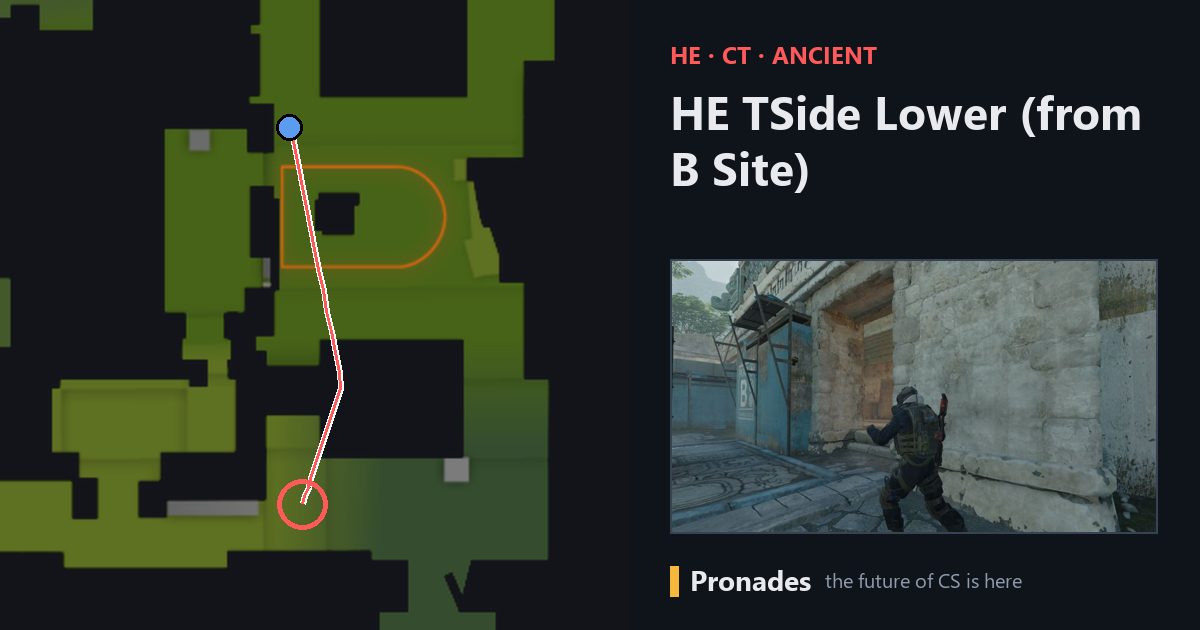 HE · CT · ANCIENT
HE TSide Lower (from
B Site)
B
Pronades the future of CS is here